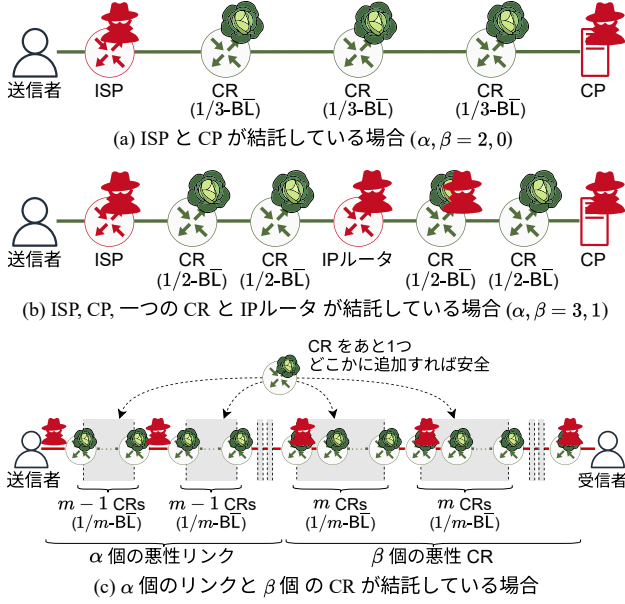 送信者 ISP CR CR CR CP
(1/3-BL̅) (1/3-BL̅) (1/3-BL̅)
(a) ISP と CP が結託している場合 (α, β = 2, 0)
送信者 ISP CR CR IPルータ CR CR CP
(1/2-BL̅) (1/2-BL̅) (1/2-BL̅) (1/2-BL̅)
(b) ISP, CP, 一つの CR と IPルータ が結託している場合 (α, β = 3, 1)
CR をあと1つ
どこかに追加すれば安全
送信者 受信者
m − 1 CRs m − 1 CRs m CRs m CRs
(1/m-BL̅) (1/m-BL̅) (1/m-BL̅) (1/m-BL̅)
α 個の悪性リンク β 個の悪性 CR
(c) α 個のリンクと β 個 の CR が結託している場合